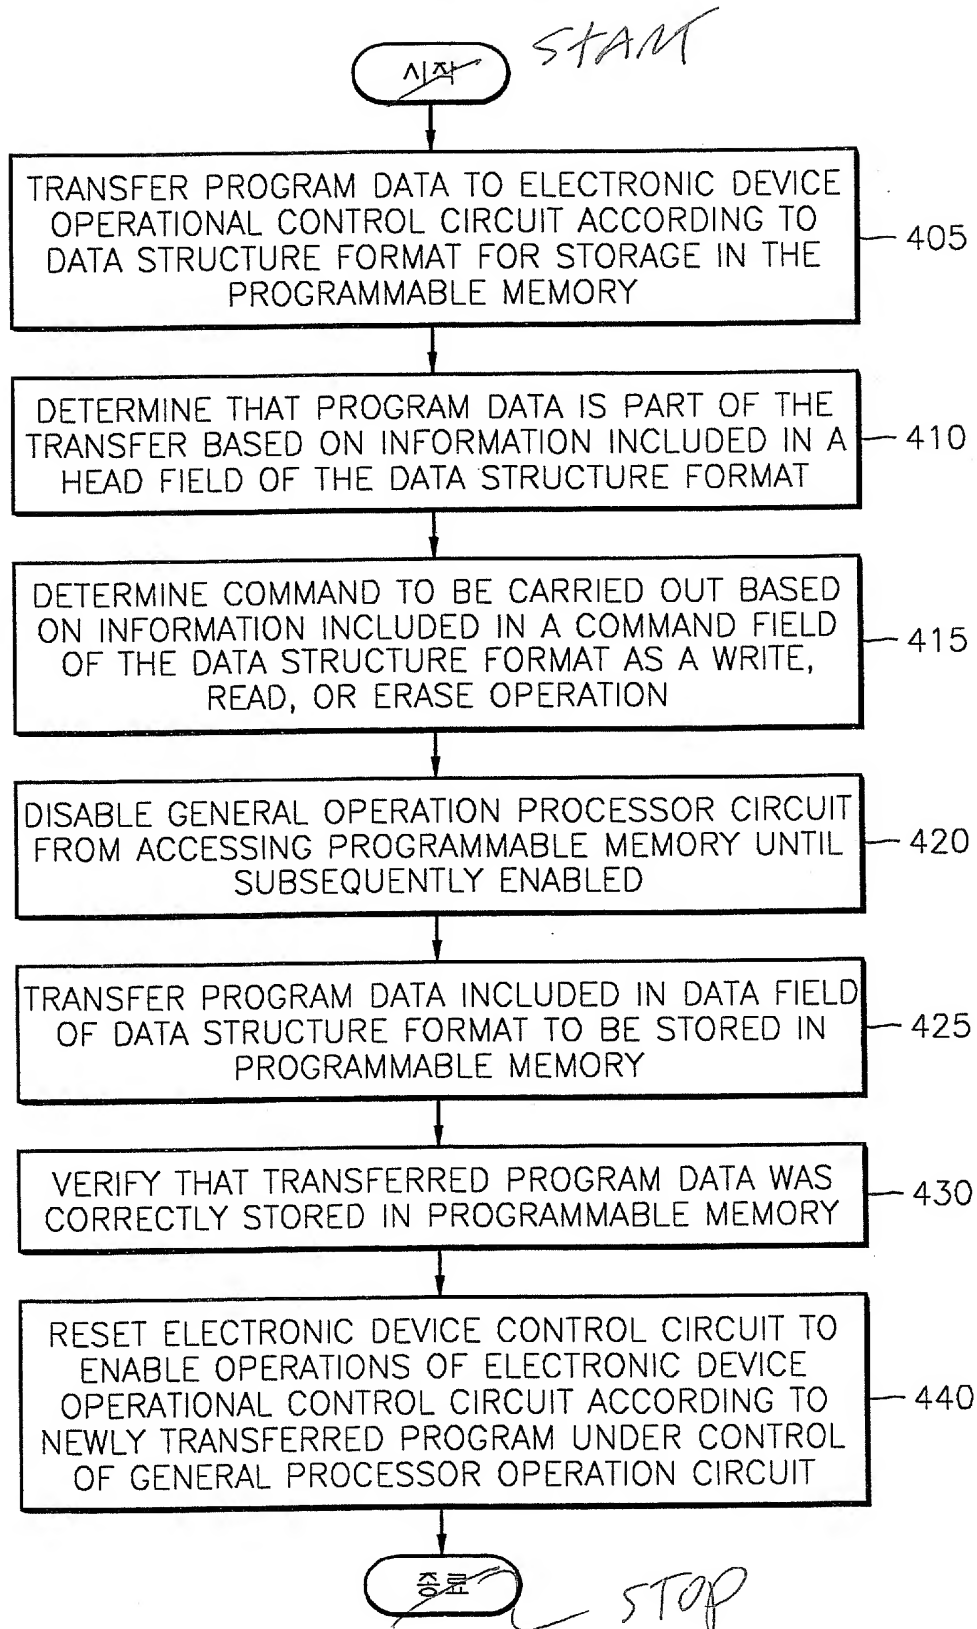 시작
START
TRANSFER PROGRAM DATA TO ELECTRONIC DEVICE
OPERATIONAL CONTROL CIRCUIT ACCORDING TO
DATA STRUCTURE FORMAT FOR STORAGE IN THE
PROGRAMMABLE MEMORY
405
DETERMINE THAT PROGRAM DATA IS PART OF THE
TRANSFER BASED ON INFORMATION INCLUDED IN A
HEAD FIELD OF THE DATA STRUCTURE FORMAT
410
DETERMINE COMMAND TO BE CARRIED OUT BASED
ON INFORMATION INCLUDED IN A COMMAND FIELD
OF THE DATA STRUCTURE FORMAT AS A WRITE,
READ, OR ERASE OPERATION
415
DISABLE GENERAL OPERATION PROCESSOR CIRCUIT
FROM ACCESSING PROGRAMMABLE MEMORY UNTIL
SUBSEQUENTLY ENABLED
420
TRANSFER PROGRAM DATA INCLUDED IN DATA FIELD
OF DATA STRUCTURE FORMAT TO BE STORED IN
PROGRAMMABLE MEMORY
425
VERIFY THAT TRANSFERRED PROGRAM DATA WAS
CORRECTLY STORED IN PROGRAMMABLE MEMORY
430
RESET ELECTRONIC DEVICE CONTROL CIRCUIT TO
ENABLE OPERATIONS OF ELECTRONIC DEVICE
OPERATIONAL CONTROL CIRCUIT ACCORDING TO
NEWLY TRANSFERRED PROGRAM UNDER CONTROL
OF GENERAL PROCESSOR OPERATION CIRCUIT
440
종료
STOP